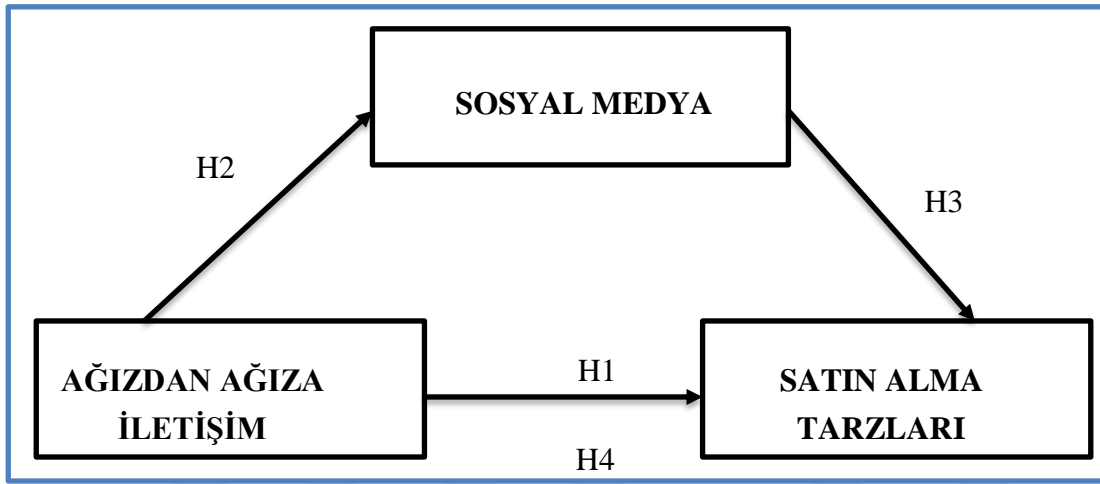 SOSYAL MEDYA
H2
H3
AĞIZDAN AĞIZA
İLETİŞİM
H1
SATIN ALMA
TARZLARI
H4